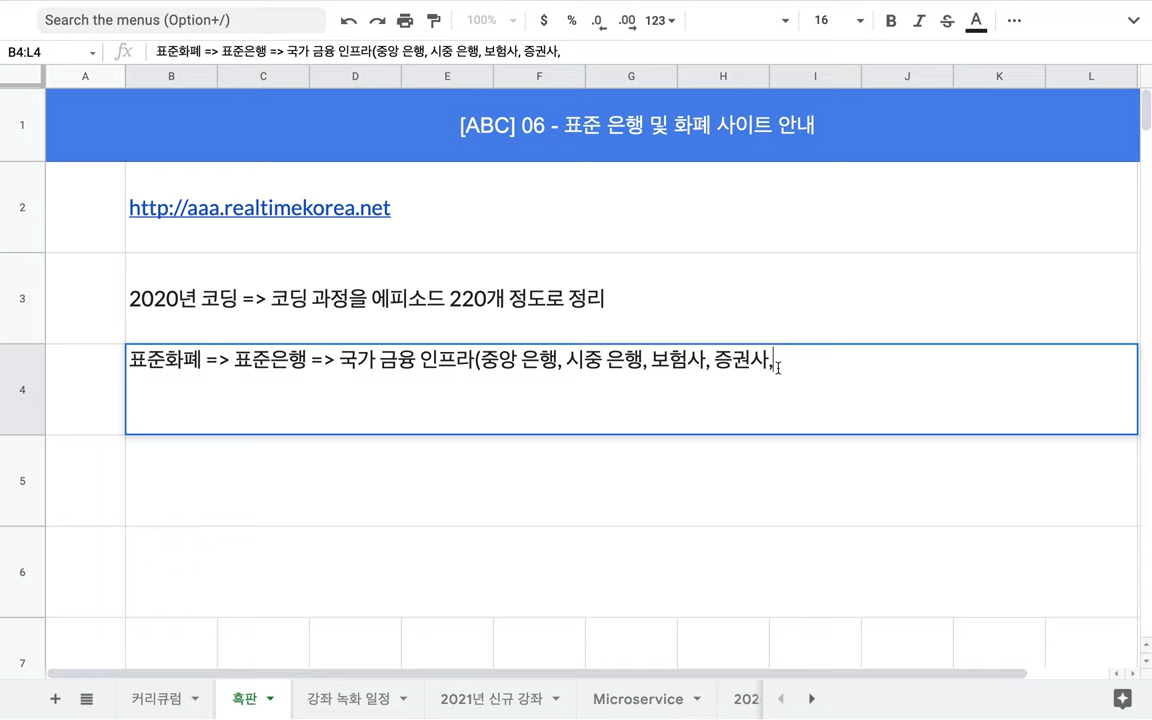 Search the menus (Option+/)
100%
$ % .0 .00 123
16
B I S A
B4:L4
fx
표준화폐 => 표준은행 => 국가 금융 인프라(중앙 은행, 시중 은행, 보험사, 증권사,
A B C D E F G H I J K L
1
[ABC] 06 - 표준 은행 및 화폐 사이트 안내
2
http://aaa.realtimekorea.net
3
2020년 코딩 => 코딩 과정을 에피소드 220개 정도로 정리
4
표준화폐 => 표준은행 => 국가 금융 인프라(중앙 은행, 시중 은행, 보험사, 증권사,
5
6
7
커리큐럼 흑판 강좌 녹화 일정 2021년 신규 강좌 Microservice 202